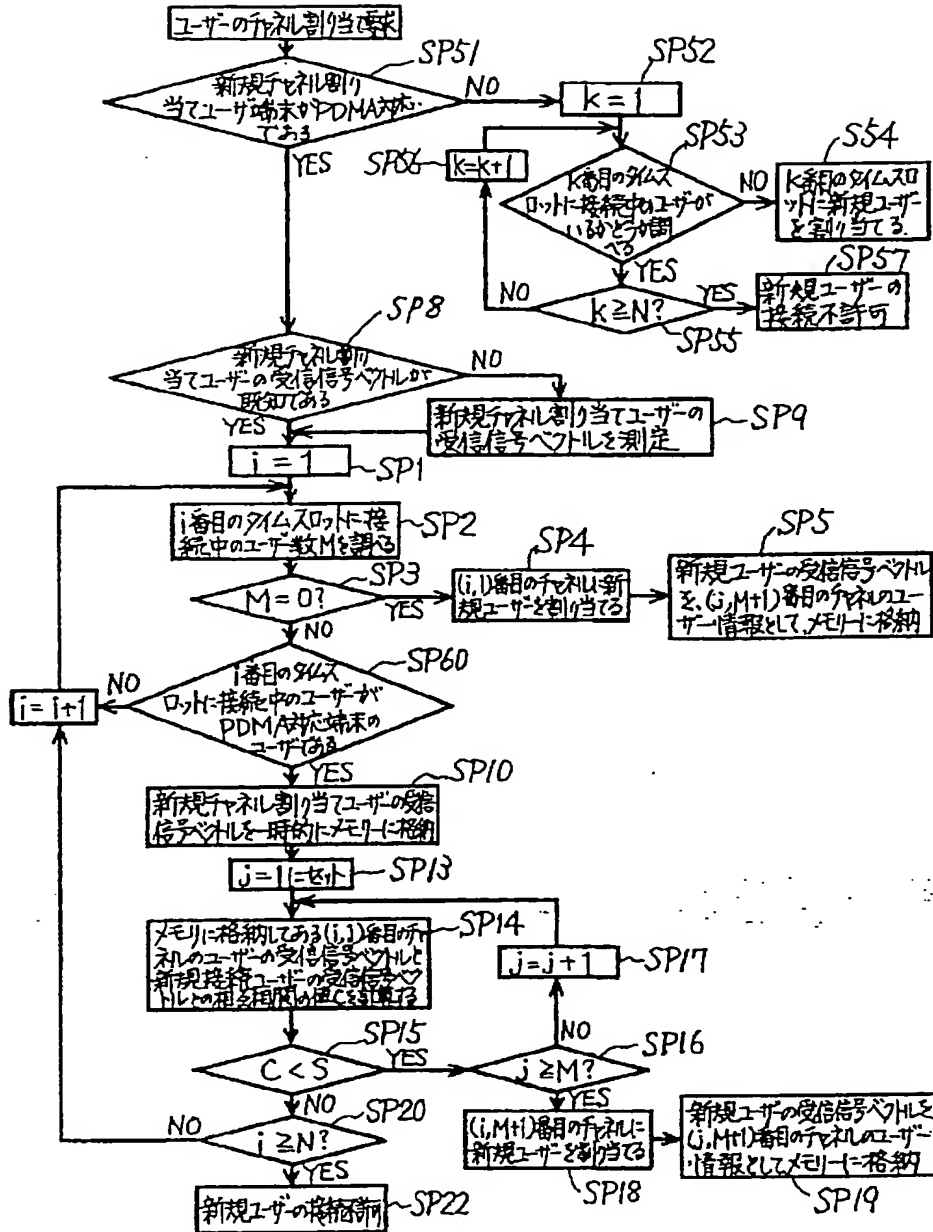 ユーザーのチャネル割り当て要求
SP51
新規チャネル割り
当てユーザ端末がPDMA対応
である
NO
YES
SP52
k = 1
SP56
k=k+1
SP53
k番目のタイムス
ロットに接続中のユーザーが
いるかどうか調
べる
NO
YES
S54
k番目のタイムスロ
ットに新規ユーザー
を割り当てる
k≧N?
NO
YES
SP55
SP57
新規ユーザーの
接続不許可
SP8
新規チャネル割り
当てユーザーの受信信号ベクトルが
既知である
NO
YES
新規チャネル割り当てユーザーの
受信信号ベクトルを測定
SP9
i = 1
SP1
i番目のタイムスロットに接
続中のユーザー数Mを調べる
SP2
SP3
M=0?
YES
NO
SP4
(i,1)番目のチャネルに新
規ユーザーを割り当てる
SP5
新規ユーザーの受信信号ベクトル
を、(i,M+1)番目のチャネルのユー
ザー情報として、メモリーに格納
SP60
i番目のタイムス
ロットに接続中のユーザーが
PDMA対応端末の
ユーザである
NO
YES
i=i+1
SP10
新規チャネル割り当てユーザーの受信
信号ベクトルを一時的にメモリーに格納
j=1にセット
SP13
メモリに格納してある(i,j)番目のチャ
ネルのユーザーの受信信号ベクトルと
新規接続ユーザーの受信信号ベク
トルとの相互相関の値Cを計算する
SP14
j=j+1
SP17
SP15
C<S
YES
NO
SP16
j≧M?
NO
YES
SP20
i≧N?
NO
YES
(i,M+1)番目のチャネルに
新規ユーザーを割り当てる
SP18
新規ユーザーの受信信号ベクトルを
(i,M+1)番目のチャネルのユーザー
情報としてメモリーに格納
SP19
新規ユーザーの接続不許可
SP22